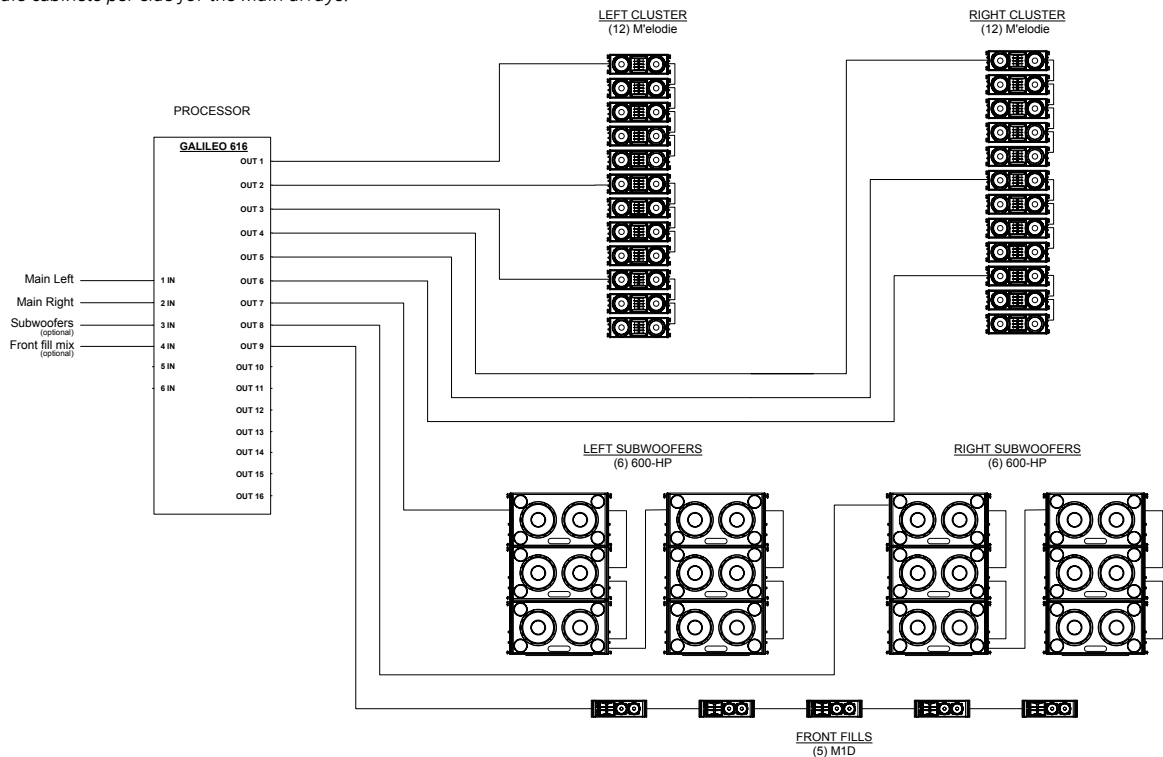 cabinets per side for the main arrays.
LEFT CLUSTER
(12) M'elodie
RIGHT CLUSTER
(12) M'elodie
PROCESSOR
GALILEO 616
OUT 1
OUT 2
OUT 3
OUT 4
OUT 5
Main Left
1 IN
OUT 6
Main Right
2 IN
OUT 7
Subwoofers
(optional)
3 IN
OUT 8
Front fill mix
(optional)
4 IN
OUT 9
5 IN
OUT 10
6 IN
OUT 11
OUT 12
OUT 13
OUT 14
OUT 15
OUT 16
LEFT SUBWOOFERS
(6) 600-HP
RIGHT SUBWOOFERS
(6) 600-HP
FRONT FILLS
(5) M1D